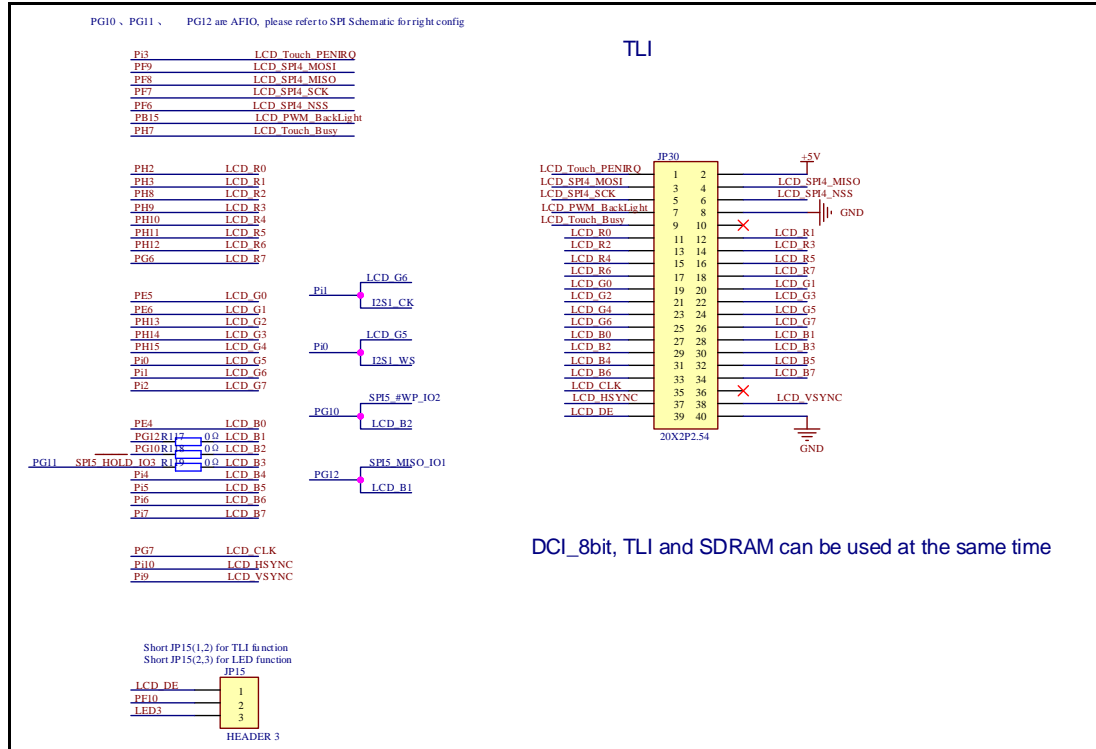 PG10 、 PG11 、 PG12 are AFIO, please refer to SPI Schematic for right config
TLI
Pi3 LCD_Touch_PENIRQ
PF9 LCD_SPI4_MOSI
PF8 LCD_SPI4_MISO
PF7 LCD_SPI4_SCK
PF6 LCD_SPI4_NSS
PB15 LCD_PWM_BackLight
PH7 LCD_Touch_Busy
PH2 LCD_R0
PH3 LCD_R1
PH8 LCD_R2
PH9 LCD_R3
PH10 LCD_R4
PH11 LCD_R5
PH12 LCD_R6
PG6 LCD_R7
PE5 LCD_G0
PE6 LCD_G1
PH13 LCD_G2
PH14 LCD_G3
PH15 LCD_G4
Pi0 LCD_G5
Pi1 LCD_G6
Pi2 LCD_G7
PE4 LCD_B0
PG12 R117 0Ω LCD_B1
PG10 R118 0Ω LCD_B2
PG11 SPI5_HOLD_IO3 R119 0Ω LCD_B3
Pi4 LCD_B4
Pi5 LCD_B5
Pi6 LCD_B6
Pi7 LCD_B7
PG7 LCD_CLK
Pi10 LCD_HSYNC
Pi9 LCD_VSYNC
LCD_G6
Pi1
I2S1_CK
LCD_G5
Pi0
I2S1_WS
SPI5_#WP_IO2
PG10
LCD_B2
SPI5_MISO_IO1
PG12
LCD_B1
JP30
+5V
LCD_Touch_PENIRQ 1 2
LCD_SPI4_MOSI 3 4 LCD_SPI4_MISO
LCD_SPI4_SCK 5 6 LCD_SPI4_NSS
LCD_PWM_BackLight 7 8 GND
LCD_Touch_Busy 9 10
LCD_R0 11 12 LCD_R1
LCD_R2 13 14 LCD_R3
LCD_R4 15 16 LCD_R5
LCD_R6 17 18 LCD_R7
LCD_G0 19 20 LCD_G1
LCD_G2 21 22 LCD_G3
LCD_G4 23 24 LCD_G5
LCD_G6 25 26 LCD_G7
LCD_B0 27 28 LCD_B1
LCD_B2 29 30 LCD_B3
LCD_B4 31 32 LCD_B5
LCD_B6 33 34 LCD_B7
LCD_CLK 35 36
LCD_HSYNC 37 38 LCD_VSYNC
LCD_DE 39 40
20X2P2.54
GND
DCI_8bit, TLI and SDRAM can be used at the same time
Short JP15(1,2) for TLI function
Short JP15(2,3) for LED function
JP15
LCD_DE 1
PF10 2
LED3 3
HEADER 3